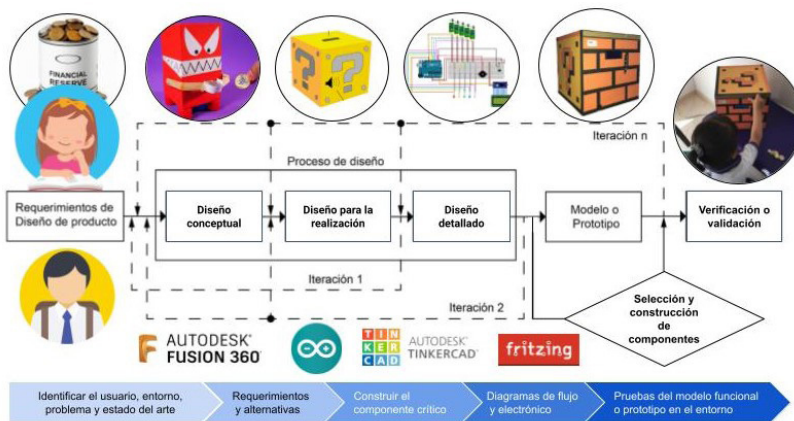 FINANCIAL
RESERVE
Iteración n
Proceso de diseño
Requerimientos de
Diseño de producto
Diseño
conceptual
Diseño para la
realización
Diseño
detallado
Modelo o
Prototipo
Verificación o
validación
Iteración 1
Iteración 2
Selección y
construcción
de
componentes
AUTODESK®
FUSION 360®
TIN
KER
CAD
AUTODESK®
TINKERCAD®
fritzing
Identificar el usuario, entorno,
problema y estado del arte
Requerimientos
y alternativas
Construir el
componente crítico
Diagramas de flujo
y electrónico
Pruebas del modelo funcional
o prototipo en el entorno